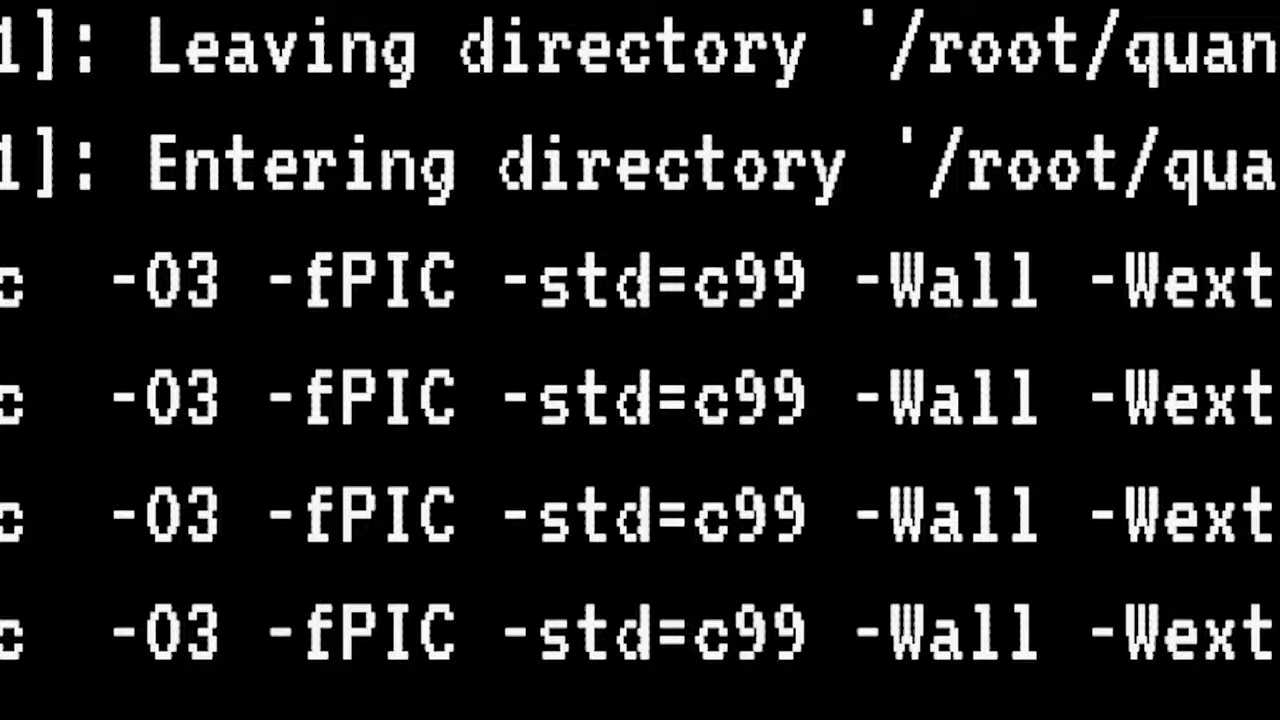 1]: Leaving directory '/root/quan
1]: Entering directory '/root/qua
c  -O3 -fPIC -std=c99 -Wall -Wext
c  -O3 -fPIC -std=c99 -Wall -Wext
c  -O3 -fPIC -std=c99 -Wall -Wext
c  -O3 -fPIC -std=c99 -Wall -Wext